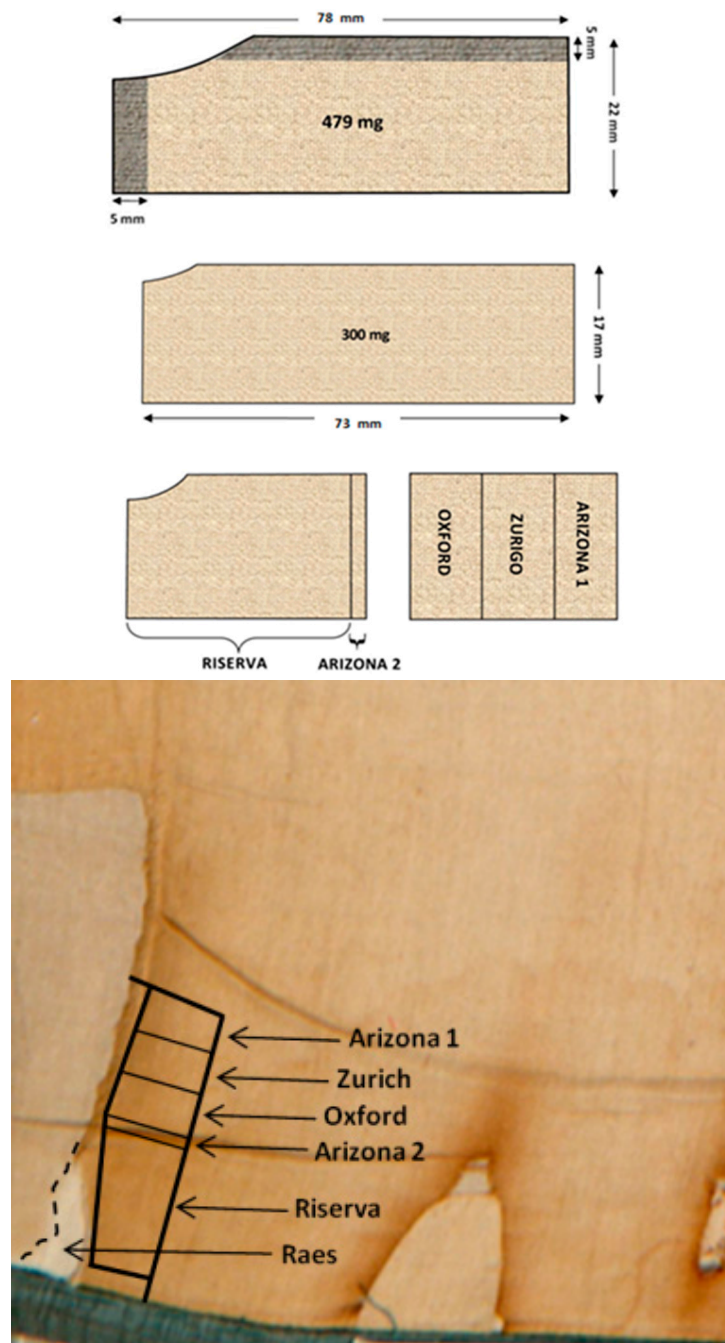 78 mm
5 mm
479 mg
22 mm
5 mm
300 mg
17 mm
73 mm
OXFORD
ZURIGO
ARIZONA 1
RISERVA
ARIZONA 2
Arizona 1
Zurich
Oxford
Arizona 2
Riserva
Raes